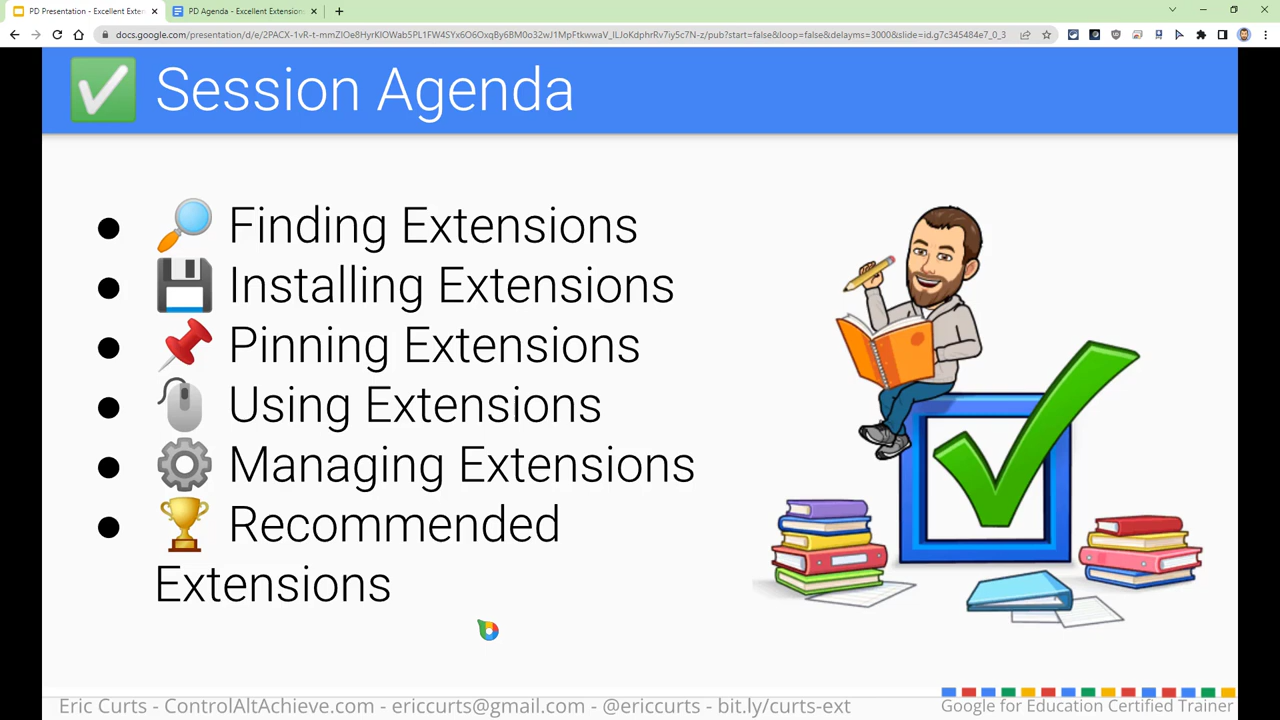 PD Presentation - Excellent Exten
PD Agenda - Excellent Extension
docs.google.com/presentation/d/e/2PACX-1vR-t-mmZIOe8HyrKIOWab5PL1FW4SYx6O6OxqBy6BM0o32wJ1MpFtkwwaV_ILJoKdphrRv7iy5c7N-z/pub?start=false&loop=false&delayms=3000&slide=id.g7c345484e7_0_3
Session Agenda
Finding Extensions
Installing Extensions
Pinning Extensions
Using Extensions
Managing Extensions
Recommended
Extensions
Eric Curts - ControlAltAchieve.com - ericcurts@gmail.com - @ericcurts - bit.ly/curts-ext
Google for Education Certified Trainer